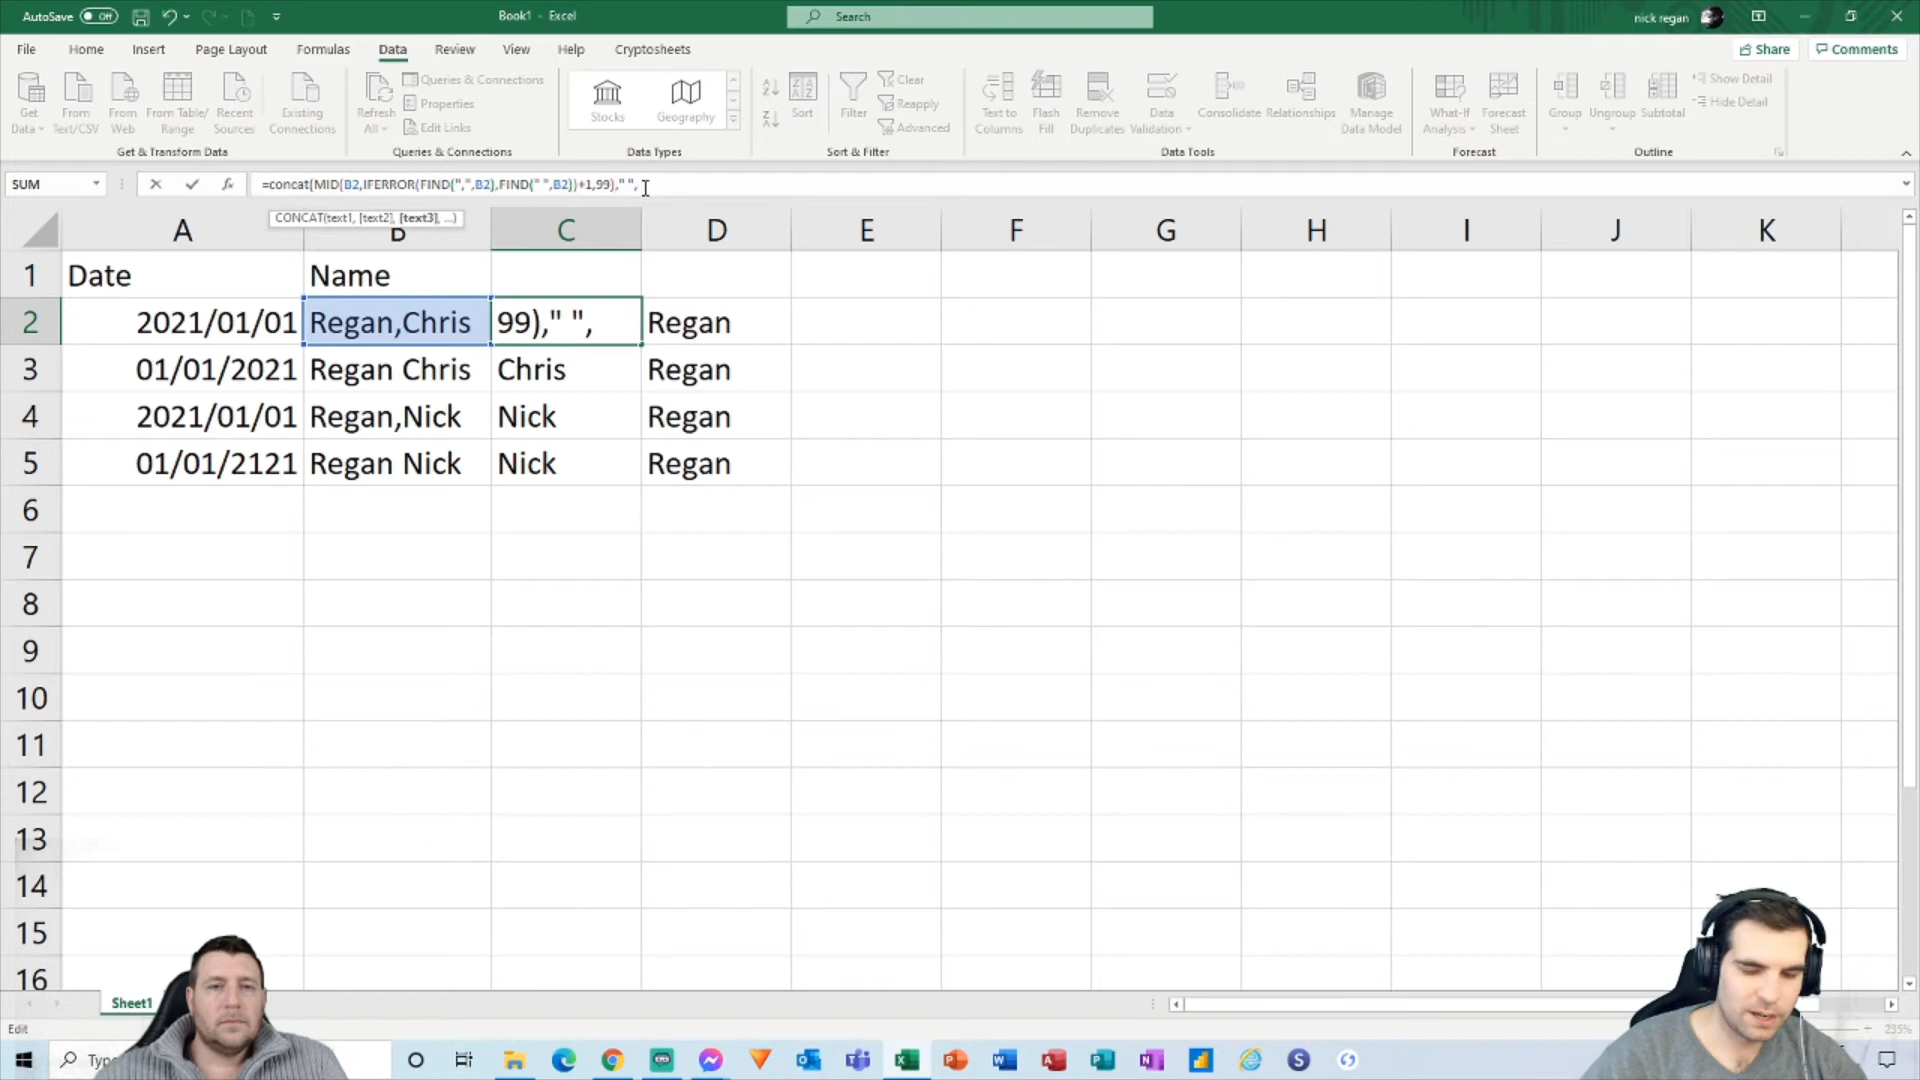 AutoSave Off Book1 - Excel Search nick regan
File Home Insert Page Layout Formulas Data Review View Help Cryptosheets Share Comments
Get Data From Text/CSV From Web From Table/ Range Recent Sources Existing Connections
Get & Transform Data
Refresh All Queries & Connections Properties Edit Links
Queries & Connections
Stocks Geography
Data Types
Sort Filter Clear Reapply Advanced
Sort & Filter
Text to Columns Flash Fill Remove Duplicates Data Validation Consolidate Relationships Manage Data Model
Data Tools
What-If Analysis Forecast Sheet
Forecast
Group Ungroup Subtotal Show Detail Hide Detail
Outline
SUM =concat(MID(B2,IFERROR(FIND(",",B2),FIND(" ",B2))+1,99)," ",
CONCAT(text1, [text2], [text3], ...)
A B C D E F G H I J K
1 Date Name
2 2021/01/01 Regan,Chris 99)," ", Regan
3 01/01/2021 Regan Chris Chris Regan
4 2021/01/01 Regan,Nick Nick Regan
5 01/01/2121 Regan Nick Nick Regan
6
7
8
9
10
11
12
13
14
15
16
Sheet1
Edit 235%
Type